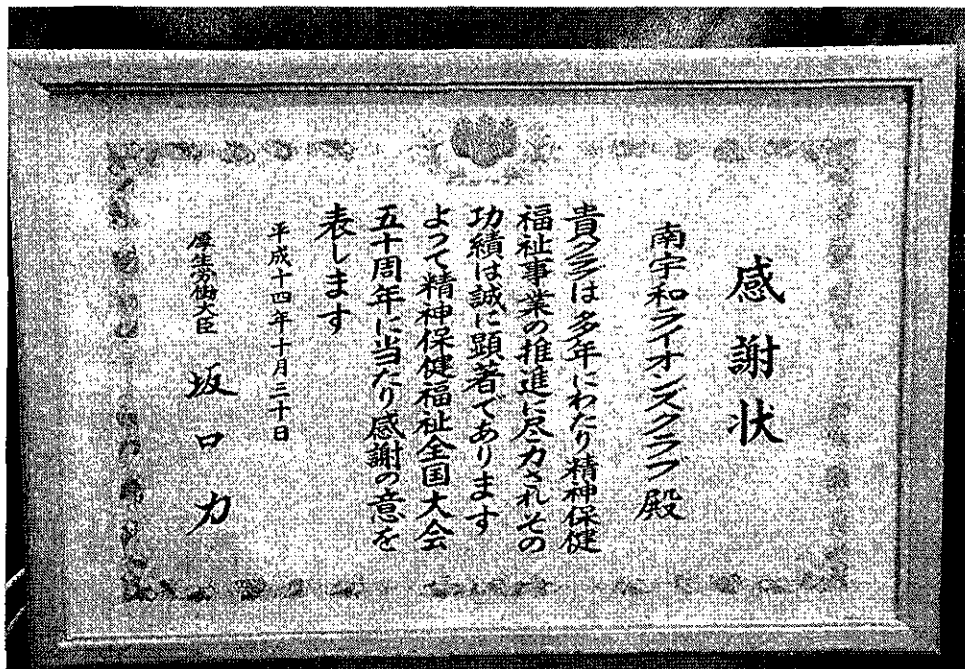 感謝状
南宇和ライオンズクラブ殿
貴クラブは多年にわたり精神保健
福祉事業の推進に尽力されその
功績は誠に顕著であります
よって精神保健福祉全国大会
五十周年に当たり感謝の意を
表します
平成十四年十月三十日
厚生労働大臣 坂口力